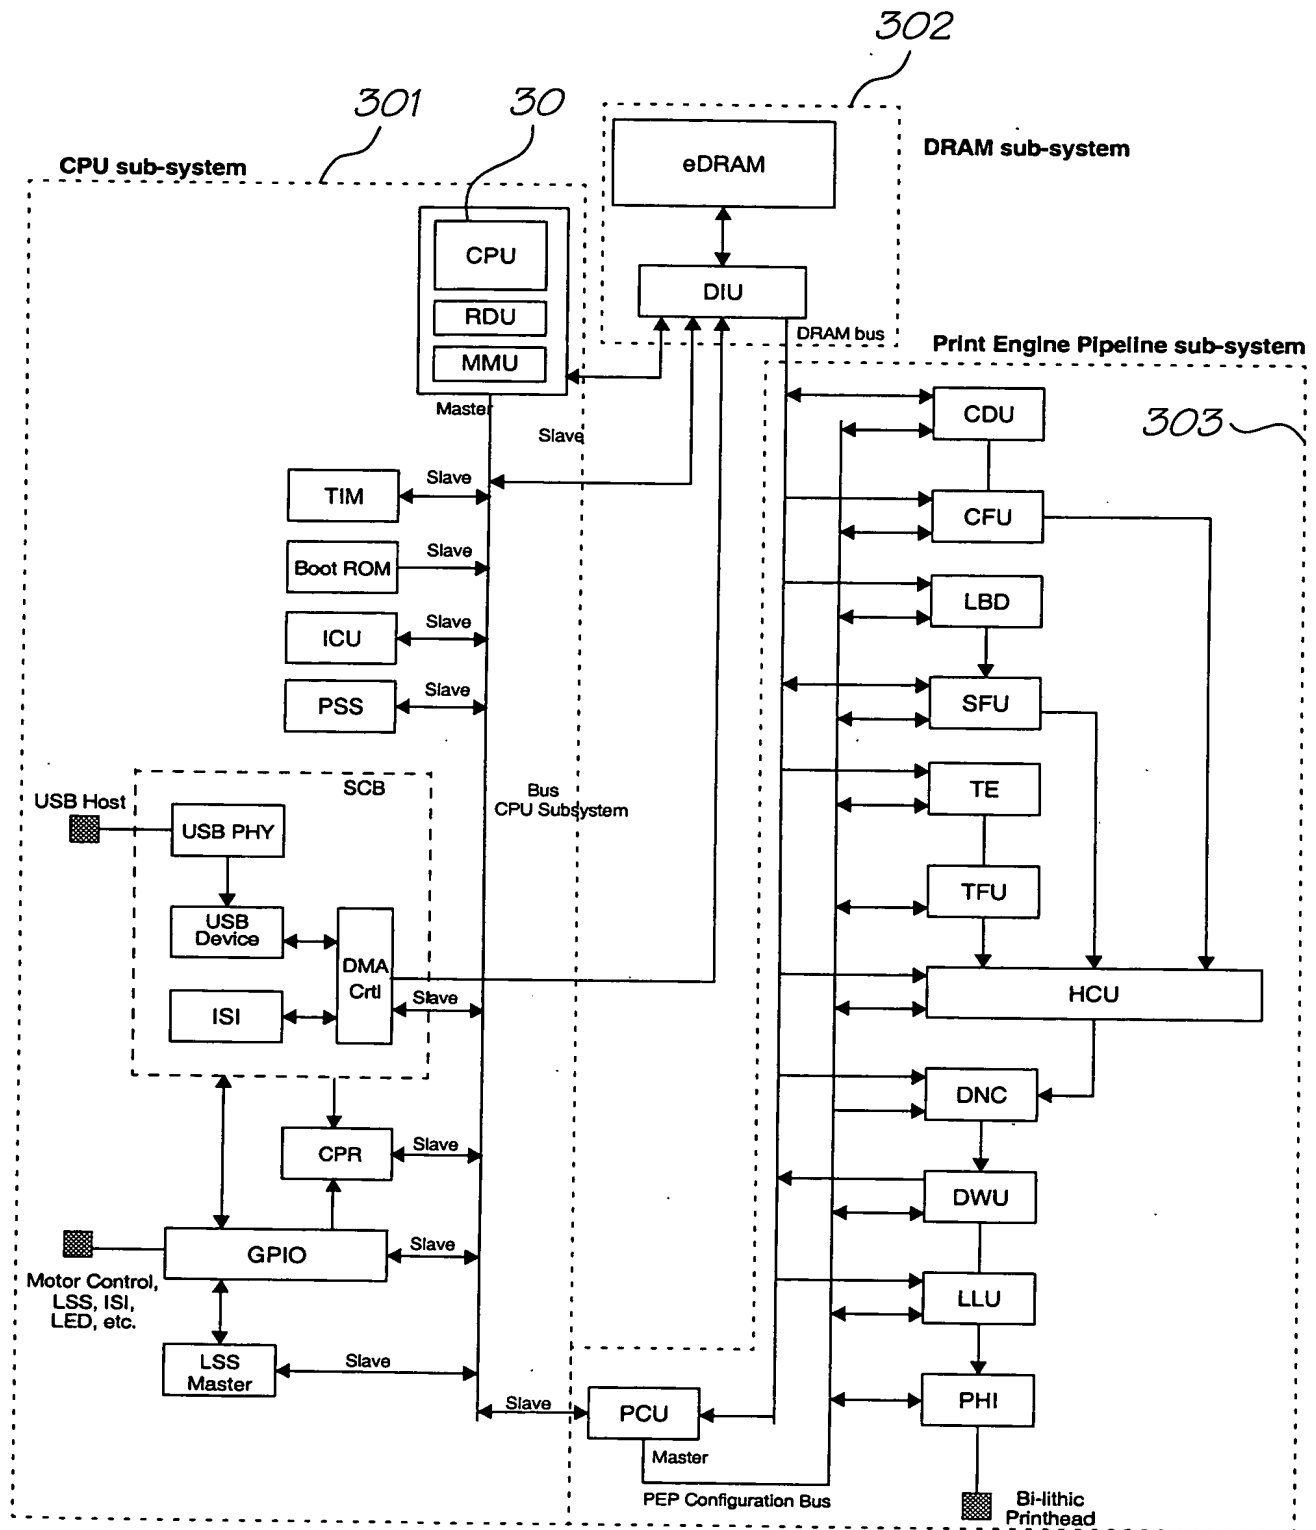 302
301
30
CPU sub-system
eDRAM
DRAM sub-system
CPU
DIU
RDU
DRAM bus
Print Engine Pipeline sub-system
MMU
Master
CDU
303
Slave
Slave
TIM
CFU
Slave
Boot ROM
LBD
Slave
ICU
Slave
PSS
SFU
SCB
TE
Bus
CPU Subsystem
USB Host
USB PHY
TFU
USB
Device
DMA
Crtl
Slave
HCU
ISI
DNC
Slave
CPR
DWU
Slave
GPIO
Motor Control,
LSS, ISI,
LED, etc.
LLU
Slave
LSS
Master
Slave
PCU
PHI
Master
PEP Configuration Bus
Bi-lithic
Printhead